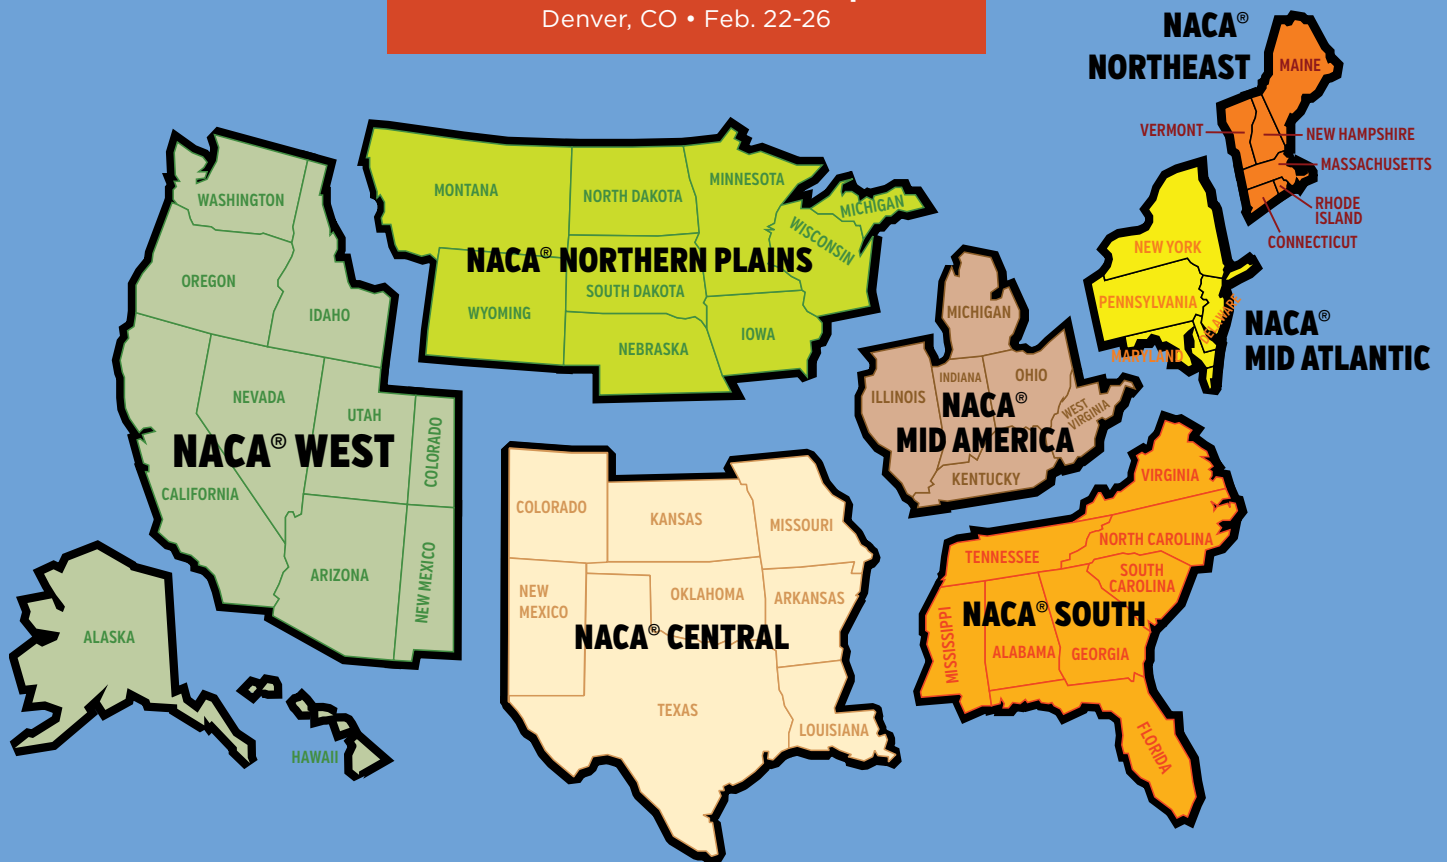 Denver, CO • Feb. 22-26
NACA®
NORTHEAST
MAINE
VERMONT
NEW HAMPSHIRE
MASSACHUSETTS
RHODE
ISLAND
CONNECTICUT
WASHINGTON
OREGON
IDAHO
NEVADA
UTAH
COLORADO
NACA® WEST
CALIFORNIA
ARIZONA
NEW MEXICO
ALASKA
HAWAII
MONTANA
NORTH DAKOTA
MINNESOTA
MICHIGAN
WISCONSIN
NACA® NORTHERN PLAINS
SOUTH DAKOTA
WYOMING
IOWA
NEBRASKA
NEW YORK
PENNSYLVANIA
DELAWARE
MARYLAND
NACA®
MID ATLANTIC
MICHIGAN
ILLINOIS
INDIANA
OHIO
WEST
VIRGINIA
NACA®
MID AMERICA
KENTUCKY
COLORADO
KANSAS
MISSOURI
NEW
MEXICO
OKLAHOMA
ARKANSAS
NACA® CENTRAL
TEXAS
LOUISIANA
VIRGINIA
NORTH CAROLINA
TENNESSEE
SOUTH
CAROLINA
NACA® SOUTH
MISSISSIPPI
ALABAMA
GEORGIA
FLORIDA